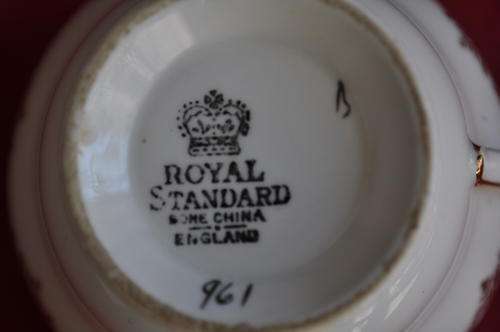 B
ROYAL
STANDARD
BONE CHINA
ENGLAND
961